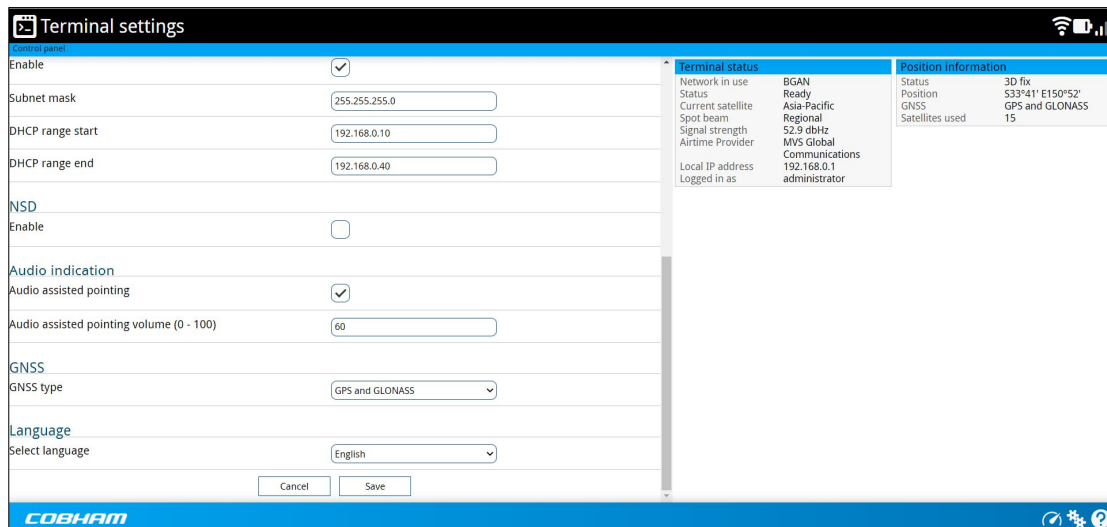 Terminal settings
Control panel
Enable
Subnet mask
255.255.255.0
DHCP range start
192.168.0.10
DHCP range end
192.168.0.40
NSD
Enable
Audio indication
Audio assisted pointing
Audio assisted pointing volume (0 - 100)
60
GNSS
GNSS type
GPS and GLONASS
Language
Select language
English
Cancel
Save
Terminal status
Network in use BGAN
Status Ready
Current satellite Asia-Pacific
Spot beam Regional
Signal strength 52.9 dbHz
Airtime Provider MVS Global
Communications
Local IP address 192.168.0.1
Logged in as administrator
Position information
Status 3D fix
Position S33°41' E150°52'
GNSS GPS and GLONASS
Satellites used 15
COBHAM